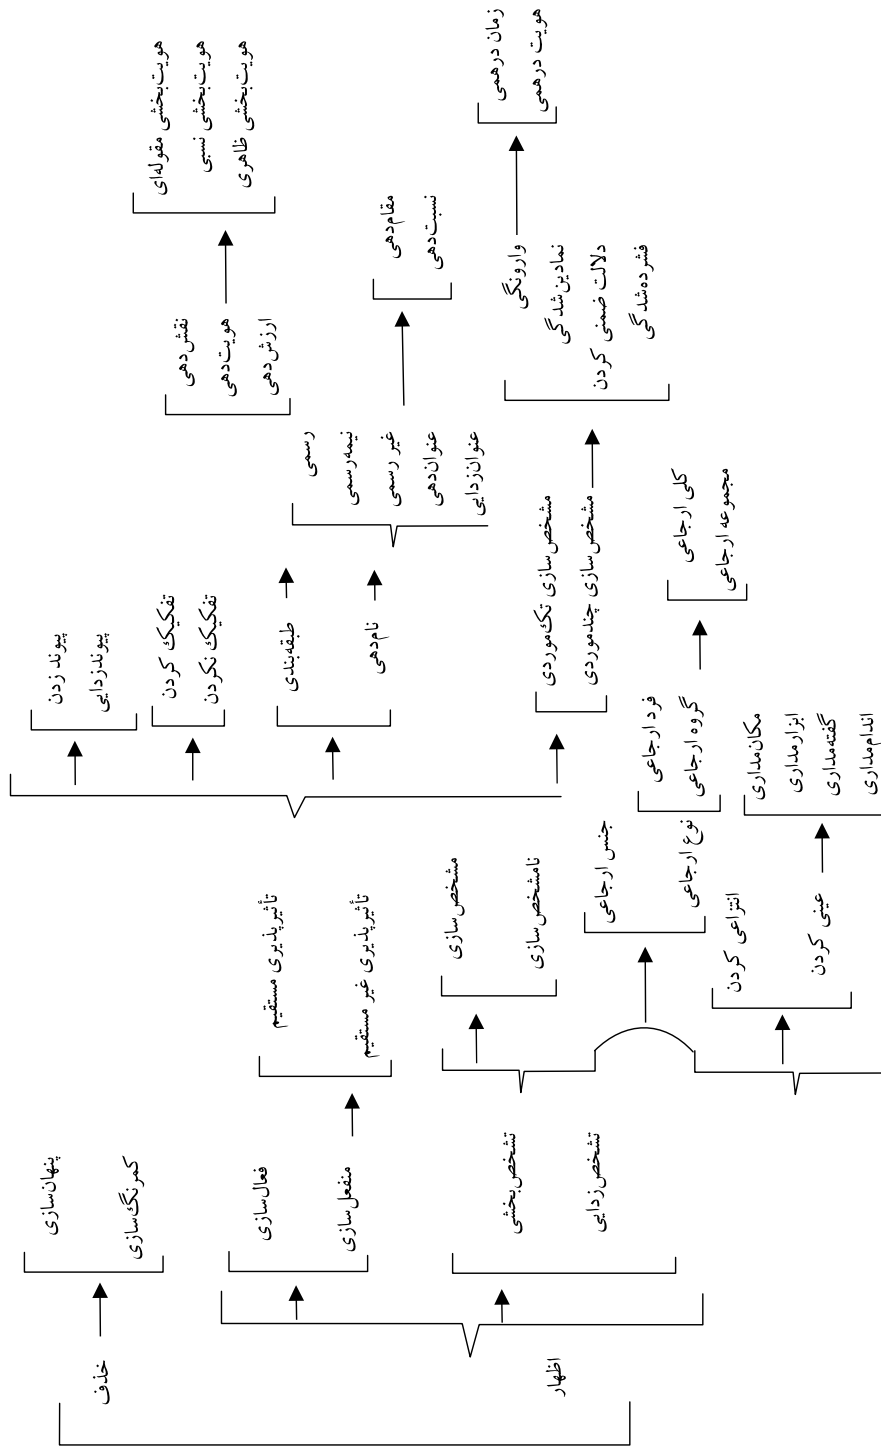 حذف
اظهار
پنهان‌سازی
کمرنگ‌سازی
فعال‌سازی
منفعل‌سازی
تشخص‌بخشی
تشخص‌زدایی
تأثیرپذیری مستقیم
تأثیرپذیری غیر مستقیم
مشخص‌سازی
نامشخص‌سازی
جنس ارجاعی
نوع ارجاعی
انتزاعی کردن
عینی کردن
پیوند زدن
پیوندزدایی
تفکیک کردن
تفکیک نکردن
طبقه‌بندی
نام‌دهی
مشخص‌سازی تک‌موردی
مشخص‌سازی چندموردی
فرد ارجاعی
گروه ارجاعی
مکان‌مداری
ابزارمداری
گفته‌مداری
اندام‌مداری
کلی ارجاعی
مجموعه ارجاعی
نقش‌دهی
هویت‌دهی
ارزش‌دهی
رسمی
نیمه‌رسمی
غیر رسمی
عنوان‌دهی
عنوان‌زدایی
وارونگی
نمادین‌شدگی
دلالت ضمنی کردن
فشرده‌شدگی
هویت‌بخشی مقوله‌ای
هویت‌بخشی نسبی
هویت‌بخشی ظاهری
مقام‌دهی
نسبت‌دهی
زمان درهمی
هویت درهمی